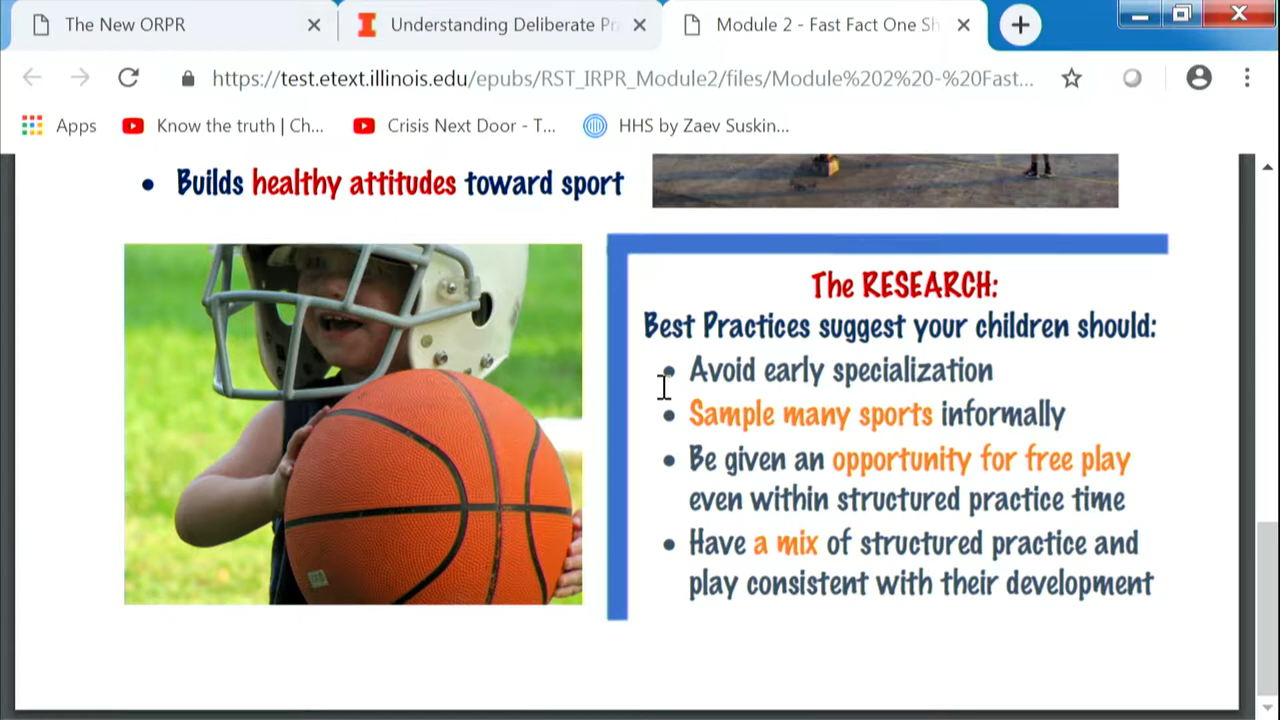 The New ORPR
Understanding Deliberate Pr
Module 2 - Fast Fact One Sh
https://test.etext.illinois.edu/epubs/RST_IRPR_Module2/files/Module%202%20-%20Fast...
Apps
Know the truth | Ch...
Crisis Next Door - T...
HHS by Zaev Suskin...
• Builds healthy attitudes toward sport
The RESEARCH:
Best Practices suggest your children should:
• Avoid early specialization
• Sample many sports informally
• Be given an opportunity for free play
even within structured practice time
• Have a mix of structured practice and
play consistent with their development